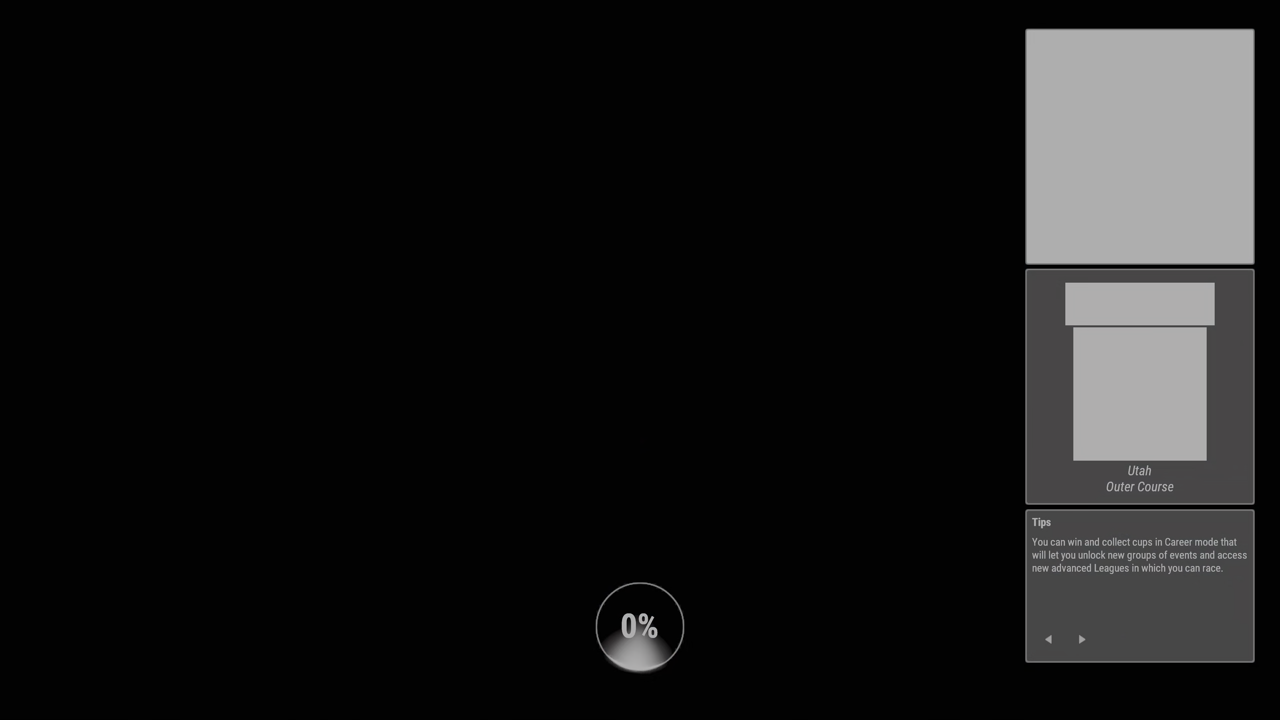 Utah
Outer Course
Tips
You can win and collect cups in Career mode that
will let you unlock new groups of events and access
new advanced Leagues in which you can race.
0%